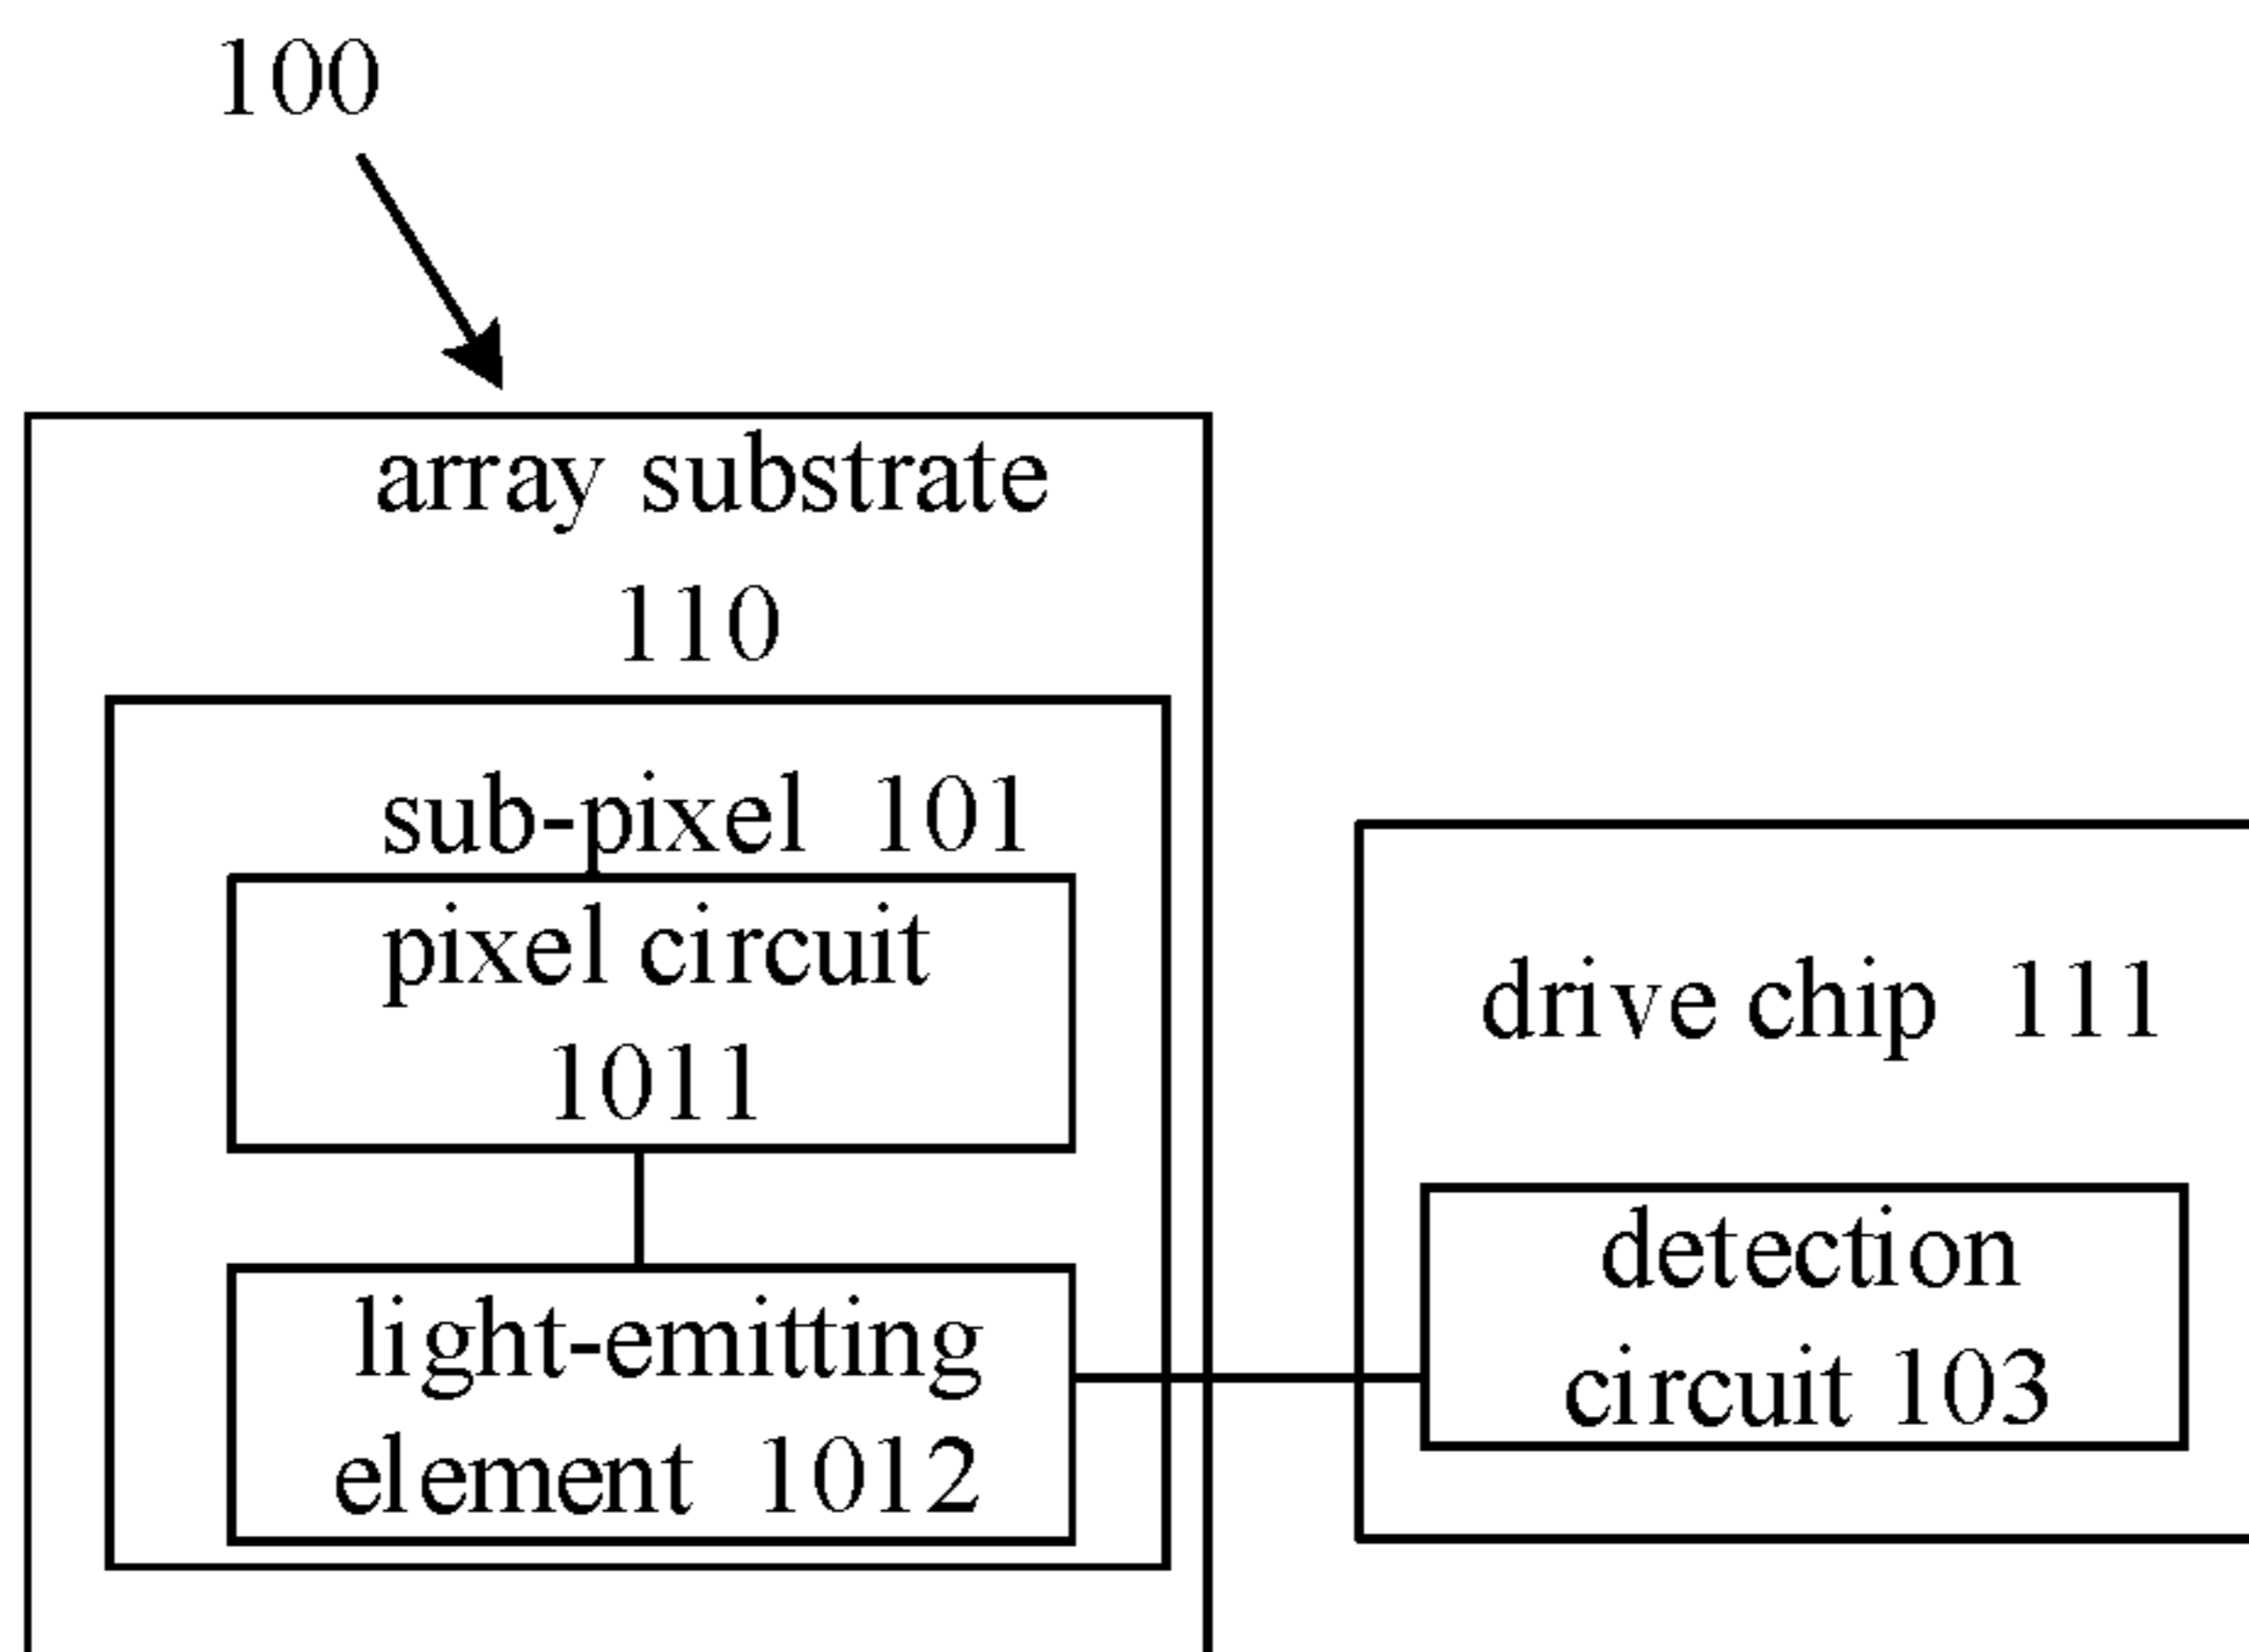 100
array substrate
110
sub-pixel 101
pixel circuit
1011
light-emitting
element 1012
drive chip 111
detection
circuit 103